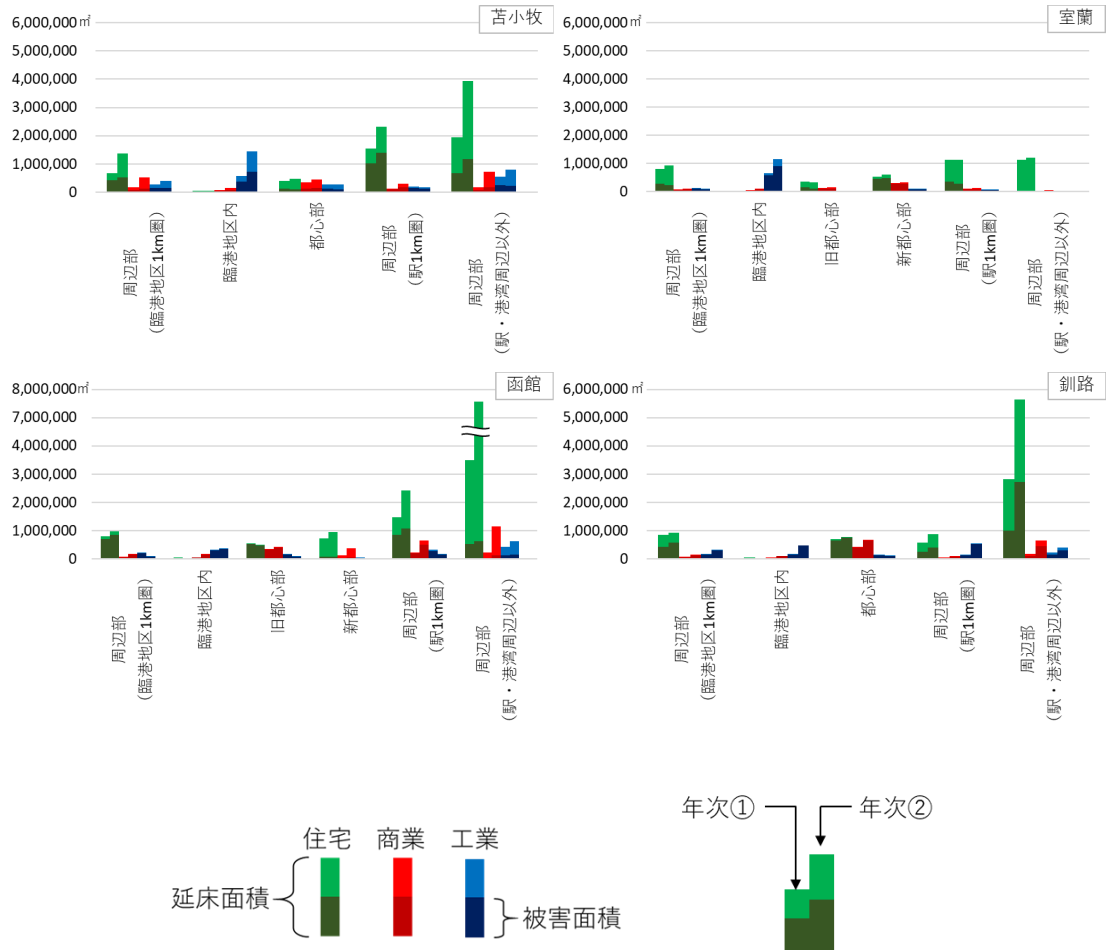 苫小牧
6,000,000㎡
5,000,000
4,000,000
3,000,000
2,000,000
1,000,000
0
周辺部
(臨港地区1km圏)
臨港地区内
都心部
周辺部
(駅1km圏)
周辺部
(駅・港湾周辺以外)
室蘭
6,000,000㎡
5,000,000
4,000,000
3,000,000
2,000,000
1,000,000
0
周辺部
(臨港地区1km圏)
臨港地区内
旧都心部
新都心部
周辺部
(駅1km圏)
周辺部
(駅・港湾周辺以外)
函館
8,000,000㎡
7,000,000
4,000,000
3,000,000
2,000,000
1,000,000
0
周辺部
(臨港地区1km圏)
臨港地区内
旧都心部
新都心部
周辺部
(駅1km圏)
周辺部
(駅・港湾周辺以外)
釧路
6,000,000㎡
5,000,000
4,000,000
3,000,000
2,000,000
1,000,000
0
周辺部
(臨港地区1km圏)
臨港地区内
都心部
周辺部
(駅1km圏)
周辺部
(駅・港湾周辺以外)
住宅 商業 工業
延床面積
被害面積
年次① 年次②